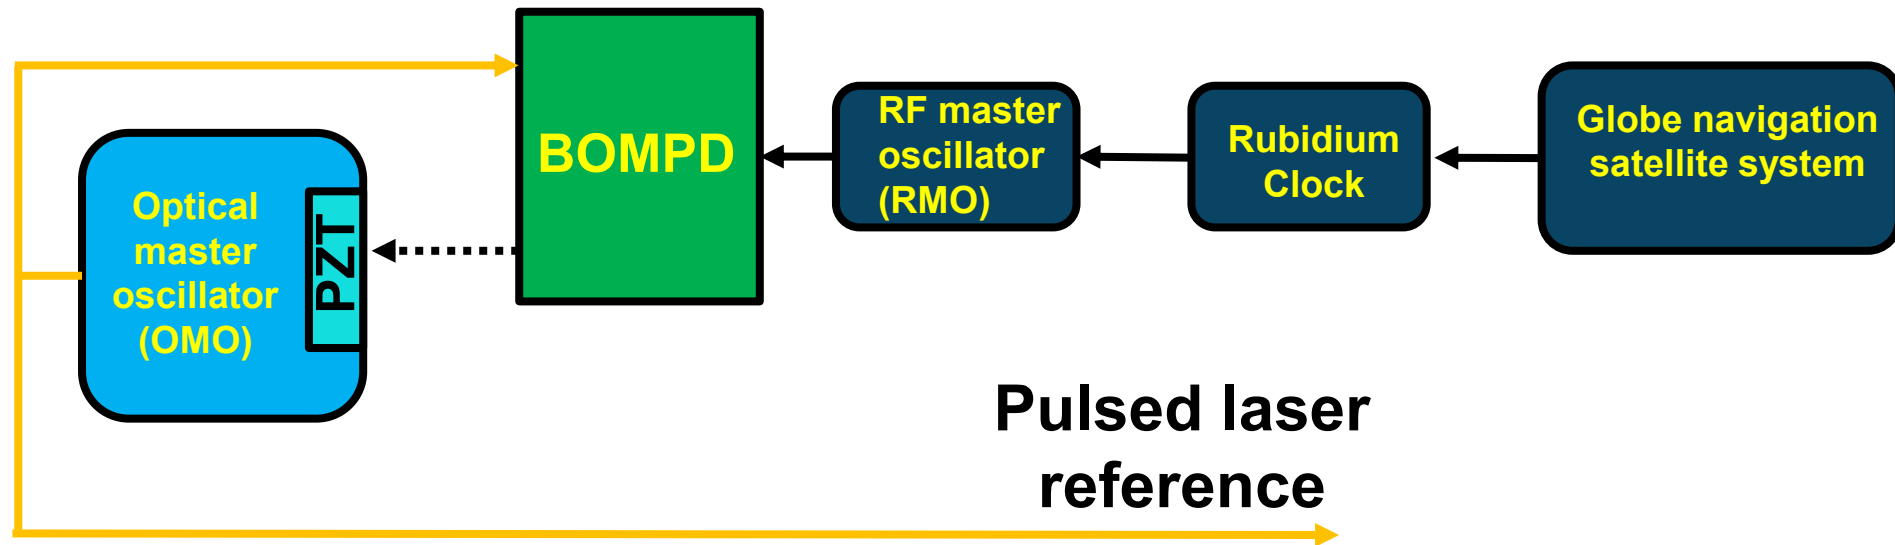 Optical
master
oscillator
(OMO)
PZT
BOMPD
RF master
oscillator
(RMO)
Rubidium
Clock
Globe navigation
satellite system
Pulsed laser
reference